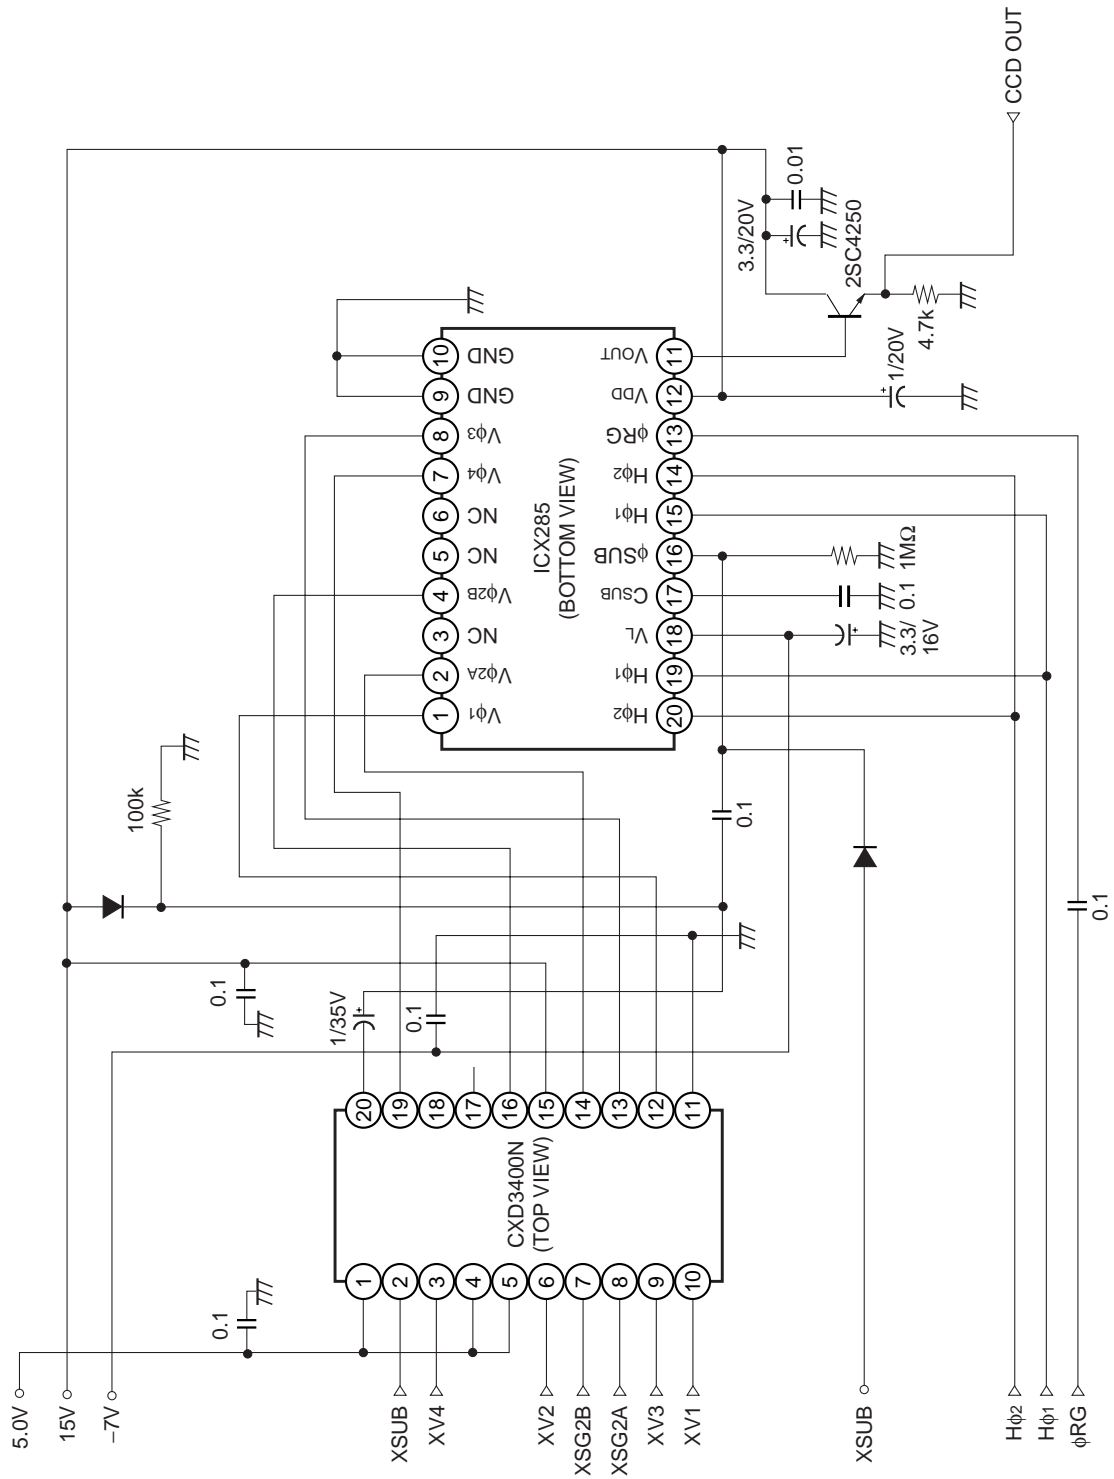 5.0V
15V
–7V
XSUB
XV4
XV2
XSG2B
XSG2A
XV3
XV1
XSUB
Hϕ2
Hϕ1
ϕRG
0.1
1
2
3
4
5
6
7
8
9
10
CXD3400N
(TOP VIEW)
20
19
18
17
16
15
14
13
12
11
0.1
1/35V
0.1
100k
0.1
0.1
1
2
3
4
5
6
7
8
9
10
Vϕ1
Vϕ2A
NC
Vϕ2B
NC
NC
Vϕ4
Vϕ3
GND
GND
ICX285
(BOTTOM VIEW)
Hϕ2
Hϕ1
VL
CSUB
ϕSUB
Hϕ1
Hϕ2
ϕRG
VDD
VOUT
20
19
18
17
16
15
14
13
12
11
3.3/
16V
0.1
1MΩ
1/20V
4.7k
2SC4250
3.3/20V
0.01
CCD OUT